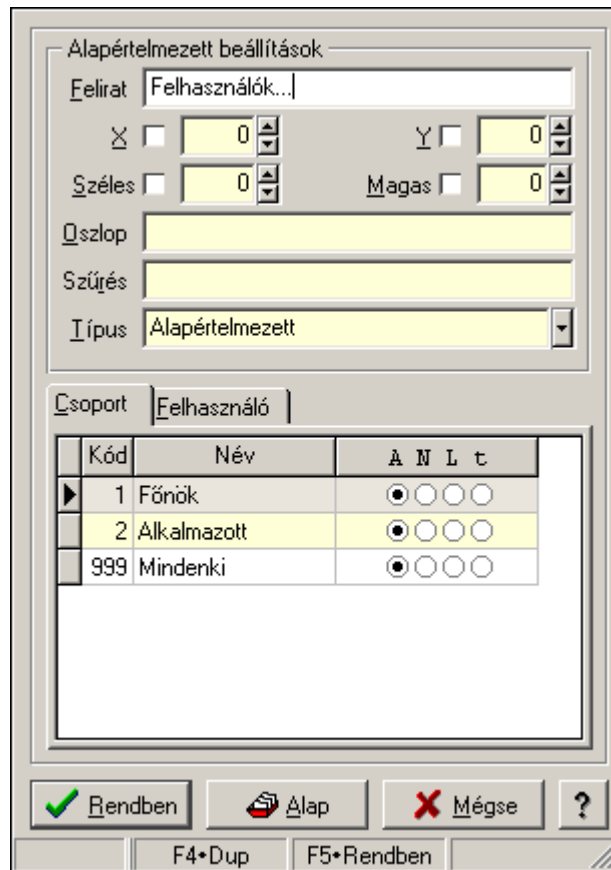 Alapértelmezett beállítások
Felirat Felhasználók...
X 0 Y 0
Széles 0 Magas 0
Oszlop
Szűrés
Típus Alapértelmezett
Csoport Felhasználó
Kód Név A N L t
1 Főnök
2 Alkalmazott
999 Mindenki
Rendben Alap Mégse ?
F4•Dup F5•Rendben